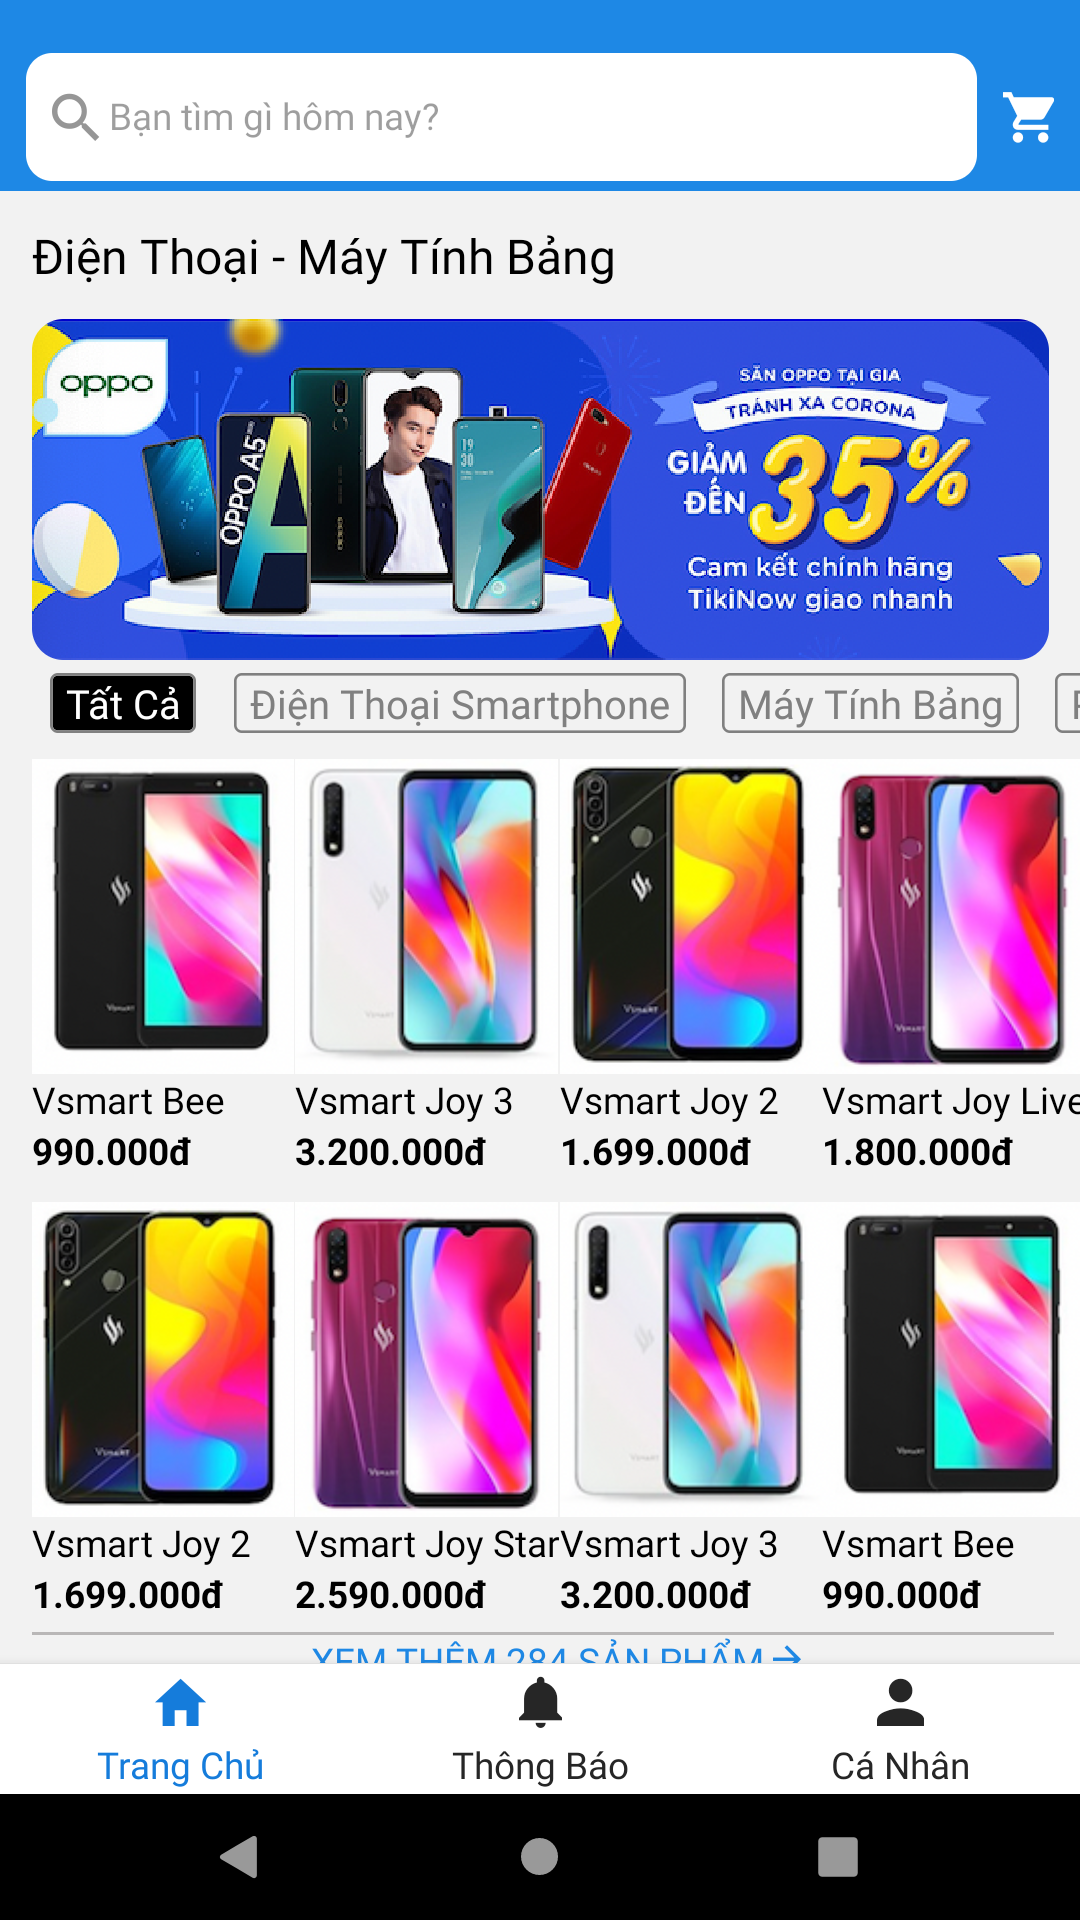 Bạn tìm gì hôm nay?
Điện Thoại - Máy Tính Bảng
oppo
OPPO A5
SĂN OPPO TẠI GIA
TRÁNH XA CORONA
GIẢM ĐẾN 35%
Cam kết chính hãng
TikiNow giao nhanh
Tất Cả
Điện Thoại Smartphone
Máy Tính Bảng
Vsmart Bee
Vsmart Joy 3
Vsmart Joy 2
Vsmart Joy Live
990.000đ
3.200.000đ
1.699.000đ
1.800.000đ
Vsmart Joy 2
Vsmart Joy Star
Vsmart Joy 3
Vsmart Bee
1.699.000đ
2.590.000đ
3.200.000đ
990.000đ
XEM THÊM 284 SẢN PHẨM →
Trang Chủ
Thông Báo
Cá Nhân